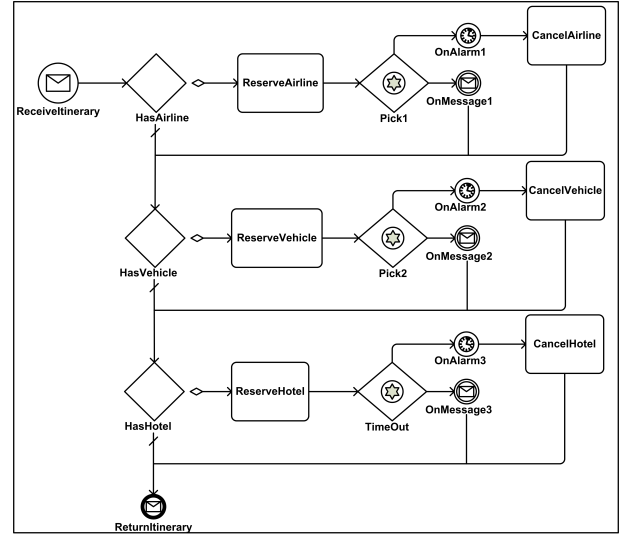 OnAlarm1
CancelAirline
ReceiveItinerary
ReserveAirline
OnMessage1
HasAirline
Pick1
OnAlarm2
CancelVehicle
ReserveVehicle
OnMessage2
HasVehicle
Pick2
OnAlarm3
CancelHotel
ReserveHotel
OnMessage3
HasHotel
TimeOut
ReturnItinerary